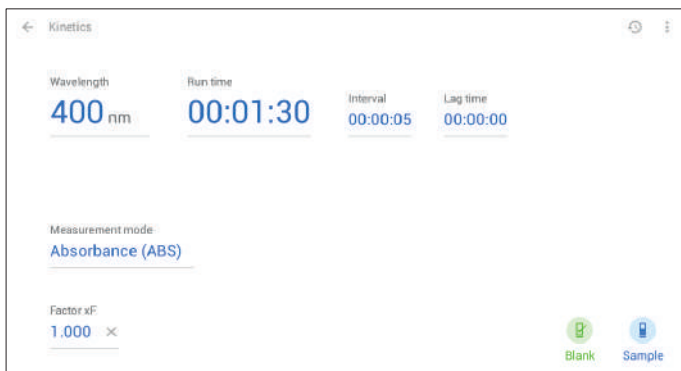 Kinetics
Wavelength
400 nm
Run time
00:01:30
Interval
00:00:05
Lag time
00:00:00
Measurement mode
Absorbance (ABS)
Factor xF
1.000
Blank
Sample